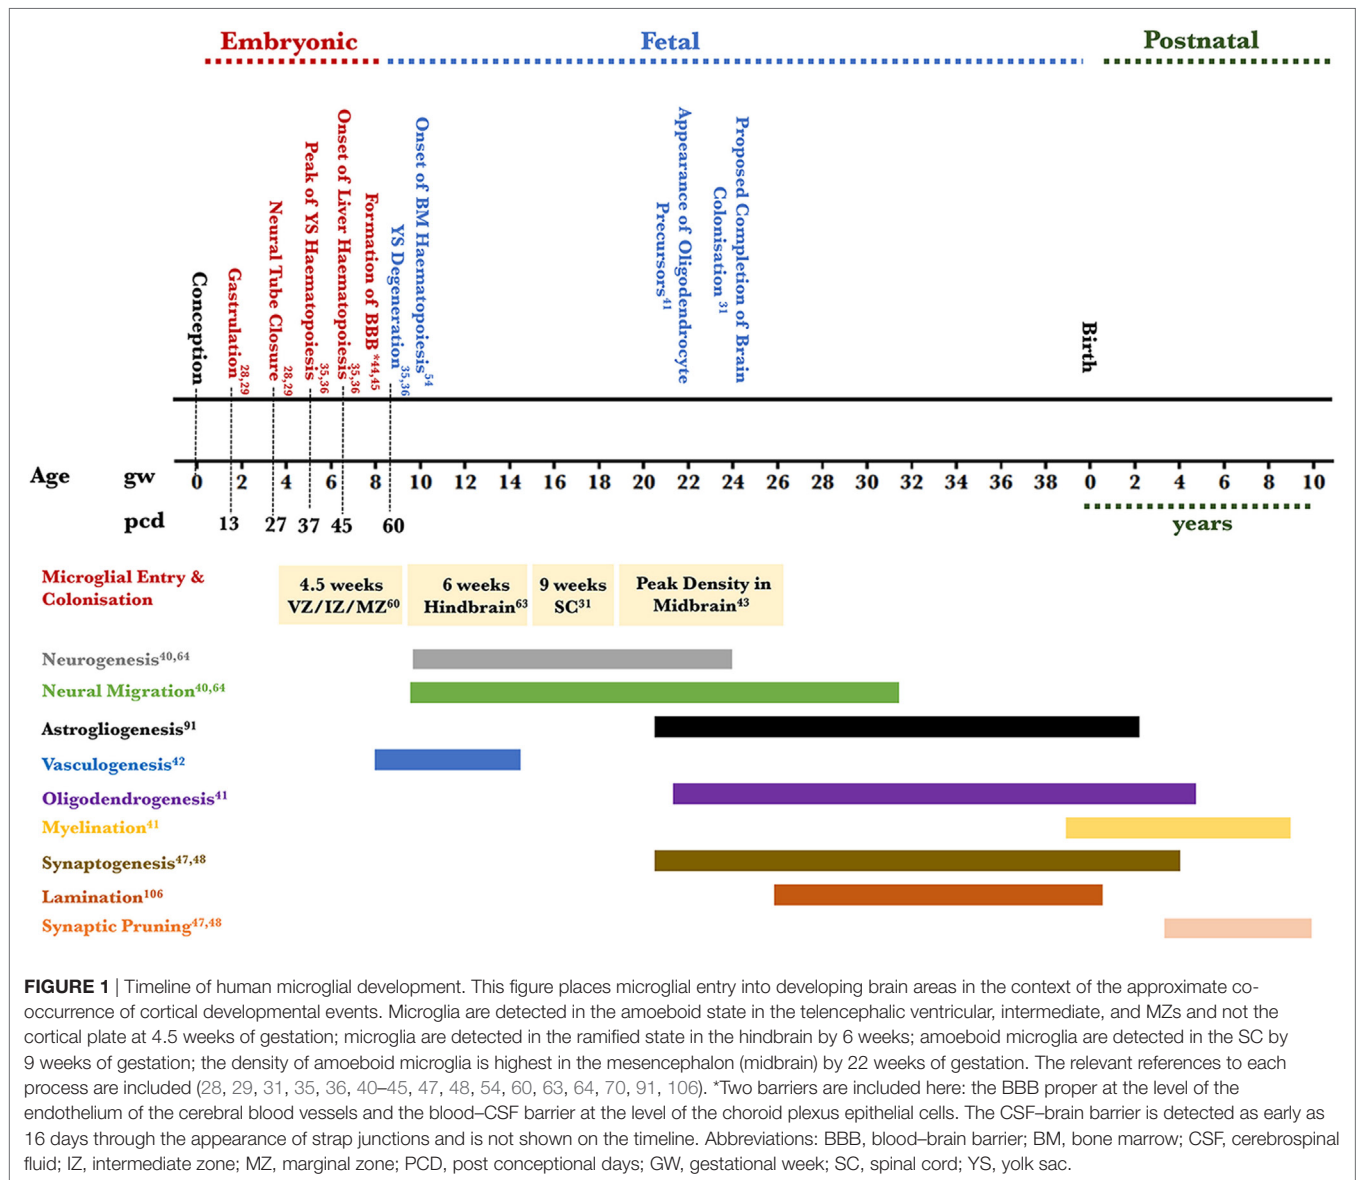 Embryonic
Fetal
Postnatal
Conception
Gastrulation28,29
Neural Tube Closure28,29
Peak of YS Haematopoiesis35,36
Onset of Liver Haematopoiesis35,36
Formation of BBB *44,45
YS Degeneration35,36
Onset of BM Haematopoiesis54
Appearance of Oligodendrocyte
Precursors41
Proposed Completion of Brain
Colonisation 31
Birth
Age gw 0 2 4 6 8 10 12 14 16 18 20 22 24 26 28 30 32 34 36 38 0 2 4 6 8 10
pcd 13 27 37 45 60
years
Microglial Entry &
Colonisation
4.5 weeks
VZ/IZ/MZ60
6 weeks
Hindbrain63
9 weeks
SC31
Peak Density in
Midbrain43
Neurogenesis40,64
Neural Migration40,64
Astrogliogenesis91
Vasculogenesis42
Oligodendrogenesis41
Myelination41
Synaptogenesis47,48
Lamination106
Synaptic Pruning47,48
FIGURE 1 | Timeline of human microglial development. This figure places microglial entry into developing brain areas in the context of the approximate co-
occurrence of cortical developmental events. Microglia are detected in the amoeboid state in the telencephalic ventricular, intermediate, and MZs and not the
cortical plate at 4.5 weeks of gestation; microglia are detected in the ramified state in the hindbrain by 6 weeks; amoeboid microglia are detected in the SC by
9 weeks of gestation; the density of amoeboid microglia is highest in the mesencephalon (midbrain) by 22 weeks of gestation. The relevant references to each
process are included (28, 29, 31, 35, 36, 40–45, 47, 48, 54, 60, 63, 64, 70, 91, 106). *Two barriers are included here: the BBB proper at the level of the
endothelium of the cerebral blood vessels and the blood–CSF barrier at the level of the choroid plexus epithelial cells. The CSF–brain barrier is detected as early as
16 days through the appearance of strap junctions and is not shown on the timeline. Abbreviations: BBB, blood–brain barrier; BM, bone marrow; CSF, cerebrospinal
fluid; IZ, intermediate zone; MZ, marginal zone; PCD, post conceptional days; GW, gestational week; SC, spinal cord; YS, yolk sac.